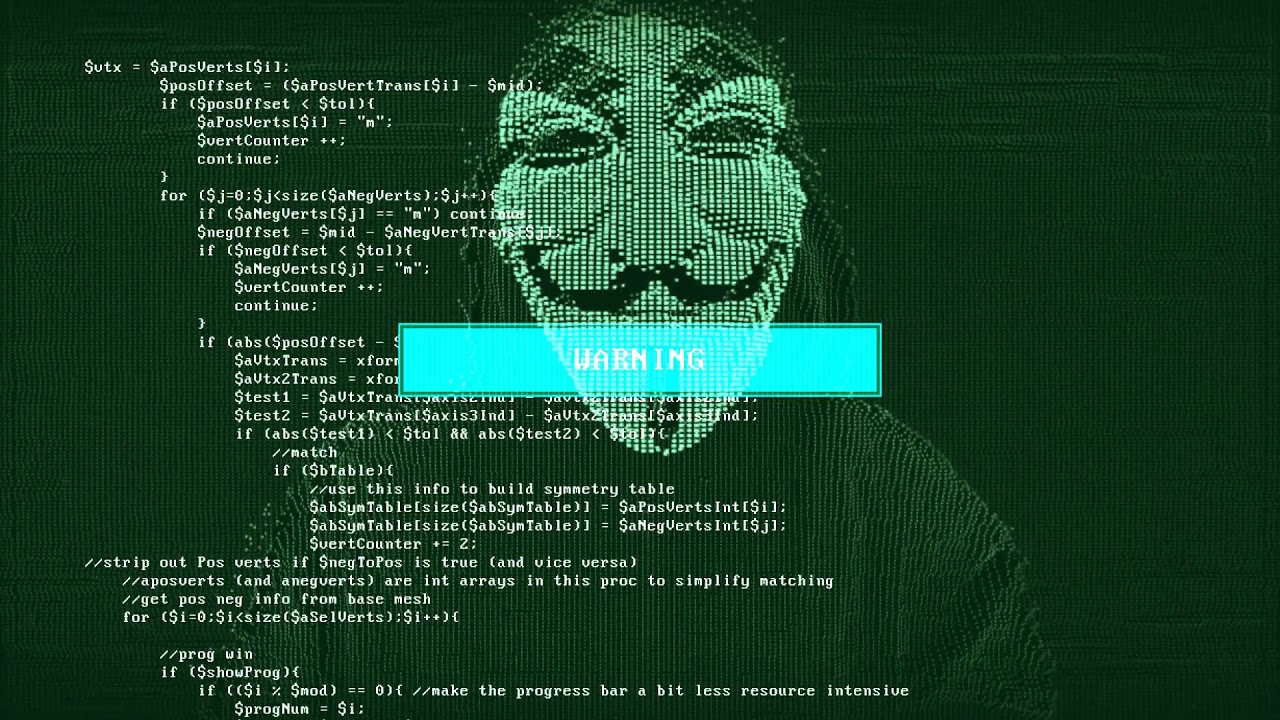 $vtx = $aPosVerts[$i];
$posOffset = ($aPosVertTrans[$i] - $mid);
if ($posOffset < $tol){
$aPosVerts[$i] = "m";
$vertCounter ++;
continue;
}
for ($j=0;$j<size($aNegVerts);$j++){
if ($aNegVerts[$j] == "m") continue
$negOffset = $mid - $aNegVertTrans[$j];
if ($negOffset < $tol){
$aNegVerts[$j] = "m";
$vertCounter ++;
continue;
}
if (abs($posOffset -
WARNING
$aVtxTrans =
$aVtx2Trans =
$test1 = $aVtxTrans[$axis2Ind] - $aVtx2Trans[$axis2Ind];
$test2 = $aVtxTrans[$axis3Ind] - $aVtx2Trans[$axis3Ind];
if (abs($test1) < $tol && abs($test2) < $tol){
//match
if ($bTable){
//use this info to build symmetry table
$abSymTable[size($abSymTable)] = $aPosVertsInt[$i];
$abSymTable[size($abSymTable)] = $aNegVertsInt[$j];
$vertCounter += 2;
//strip out Pos verts if $negToPos is true (and vice versa)
//aposverts (and anegverts) are int arrays in this proc to simplify matching
//get pos neg info from base mesh
for ($i=0;$i<size($aSelVerts);$i++){
//prog win
if ($showProg){
if (($i % $mod) == 0){ //make the progress bar a bit less resource intensive
$progNum = $i;